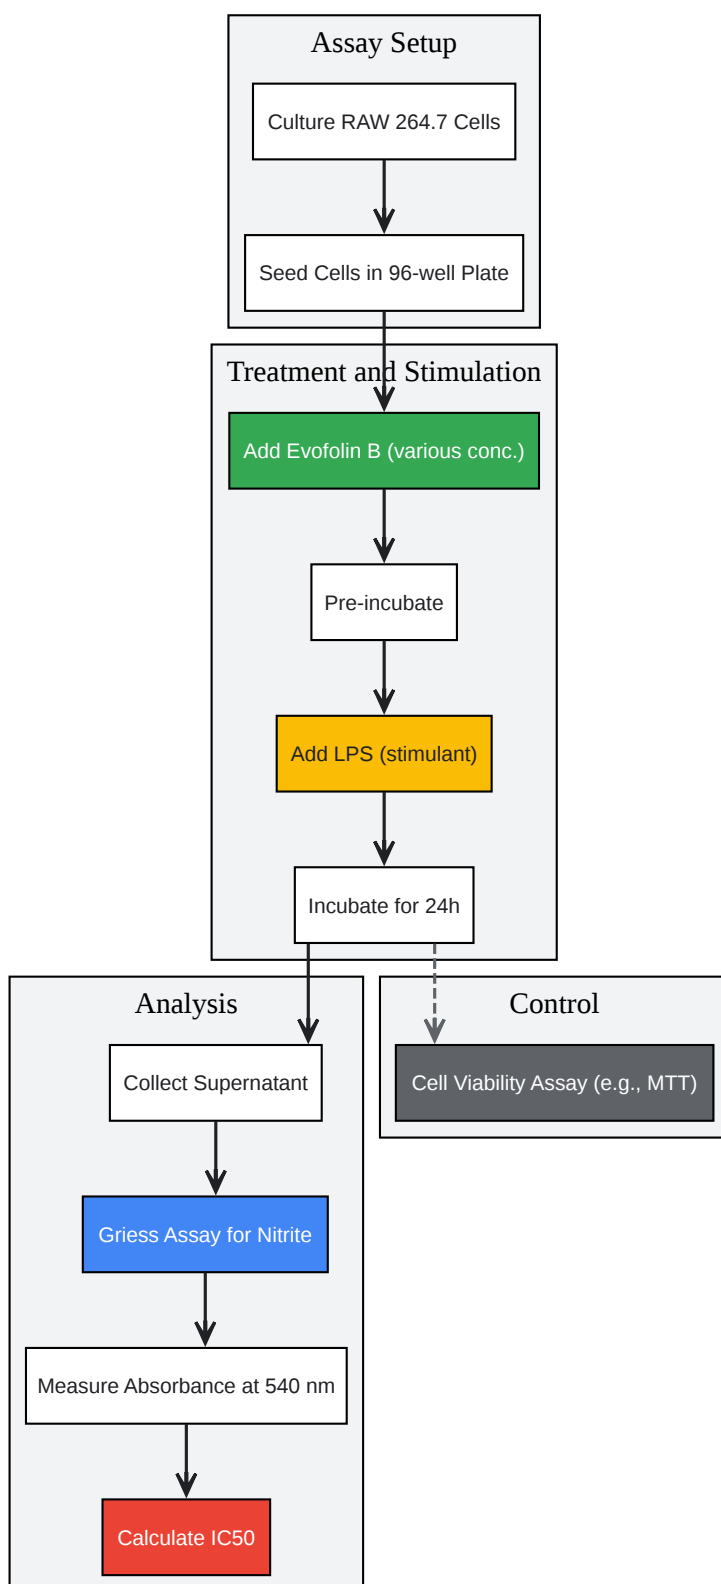 Assay Setup
Culture RAW 264.7 Cells
Seed Cells in 96-well Plate
Treatment and Stimulation
Add Evofolin B (various conc.)
Pre-incubate
Add LPS (stimulant)
Incubate for 24h
Analysis
Collect Supernatant
Griess Assay for Nitrite
Measure Absorbance at 540 nm
Calculate IC50
Control
Cell Viability Assay (e.g., MTT)